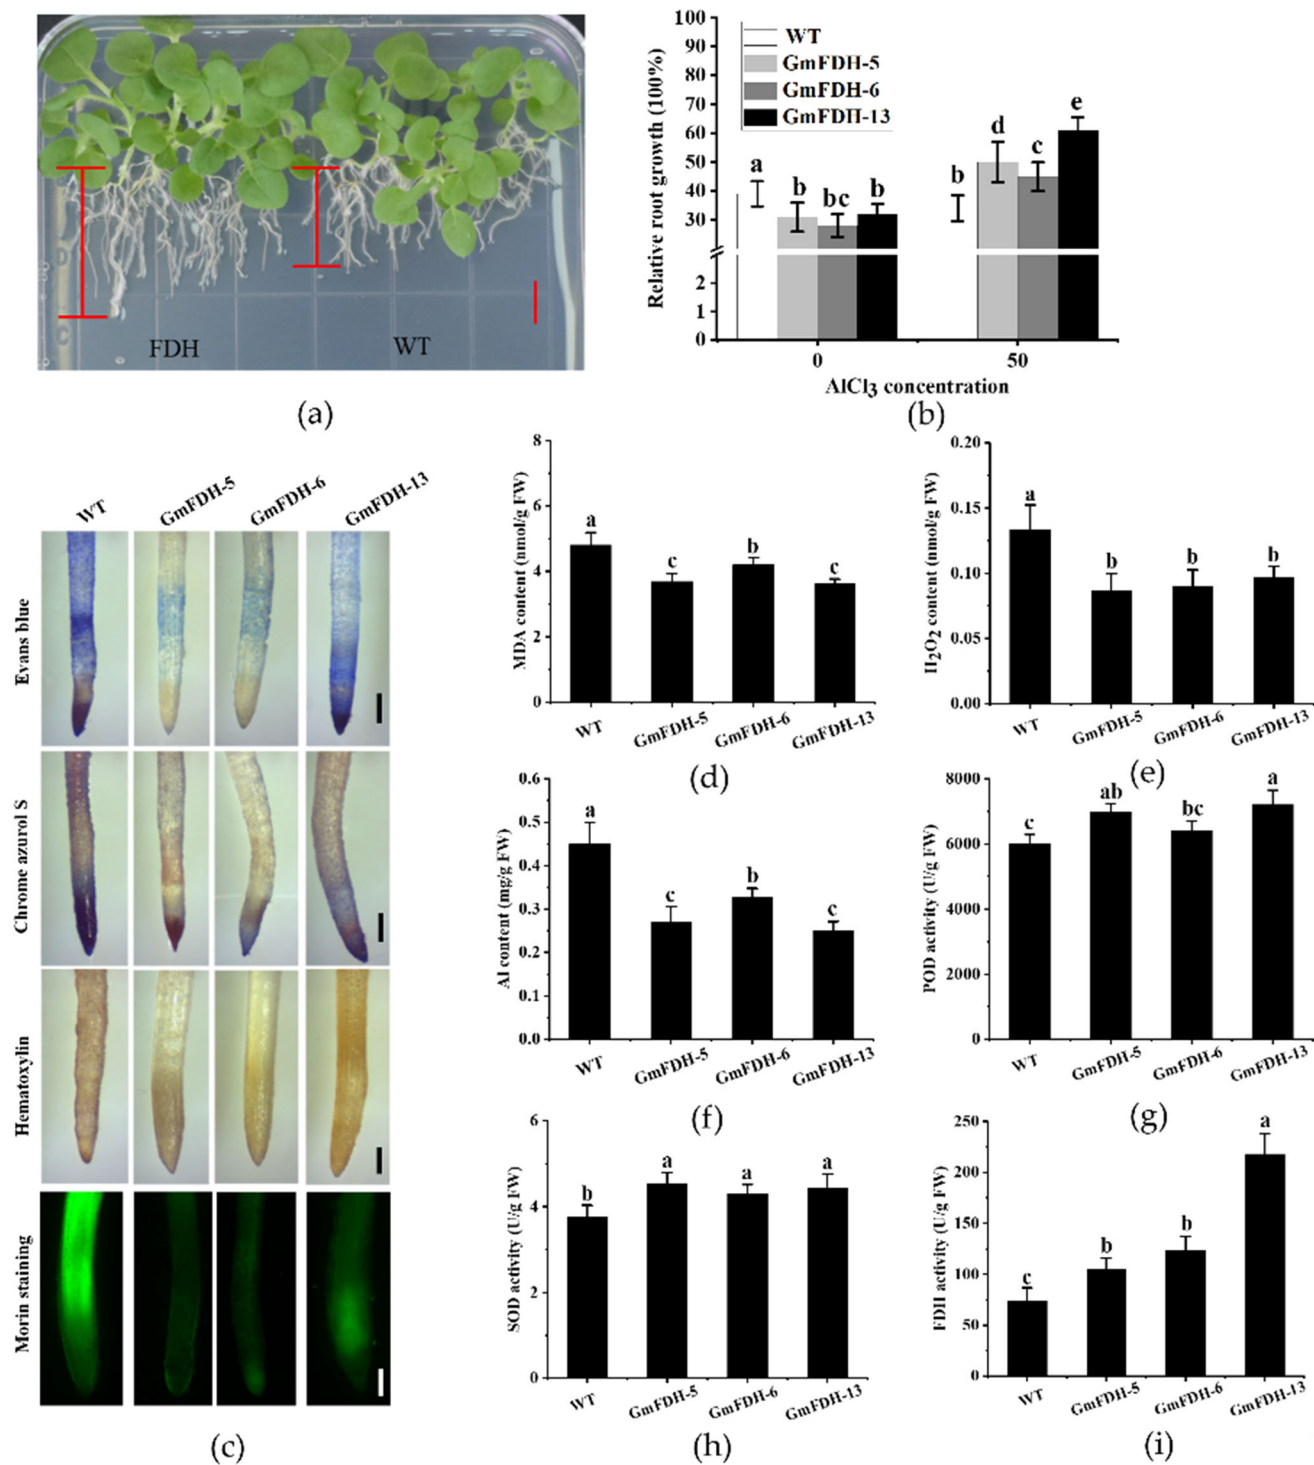 FDH
WT
(a)
100
90
80
70
60
50
40
30
3
2
1
0
Relative root growth (100%)
WT
GmFDH-5
GmFDH-6
GmFDH-13
a
b
bc
b
b
d
c
e
0
50
AlCl3 concentration
(b)
WT
GmFDH-5
GmFDH-6
GmFDH-13
Evans blue
Chrome azurol S
Hematoxylin
Morin staining
(c)
8
6
4
2
0
MDA content (nmol/g FW)
a
c
b
c
WT
GmFDH-5
GmFDH-6
GmFDH-13
(d)
0.20
0.15
0.10
0.05
0.00
H2O2 content (nmol/g FW)
a
b
b
b
WT
GmFDH-5
GmFDH-6
GmFDH-13
(e)
0.6
0.5
0.4
0.3
0.2
0.1
0.0
Al content (mg/g FW)
a
c
b
c
WT
GmFDH-5
GmFDH-6
GmFDH-13
(f)
8000
6000
4000
2000
0
POD activity (U/g FW)
c
ab
bc
a
WT
GmFDH-5
GmFDH-6
GmFDH-13
(g)
6
4
2
0
SOD activity (U/g FW)
b
a
a
a
WT
GmFDH-5
GmFDH-6
GmFDH-13
(h)
250
200
150
100
50
0
FDH activity (U/g FW)
c
b
b
a
WT
GmFDH-5
GmFDH-6
GmFDH-13
(i)